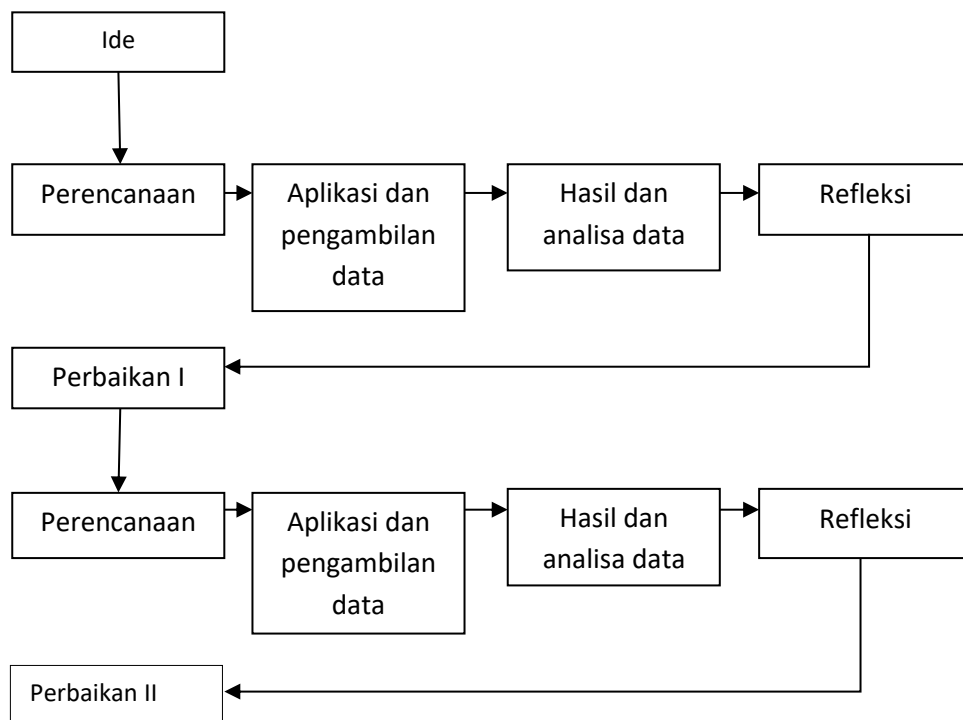 Ide
Perencanaan
Aplikasi dan
pengambilan
data
Hasil dan
analisa data
Refleksi
Perbaikan I
Perencanaan
Aplikasi dan
pengambilan
data
Hasil dan
analisa data
Refleksi
Perbaikan II